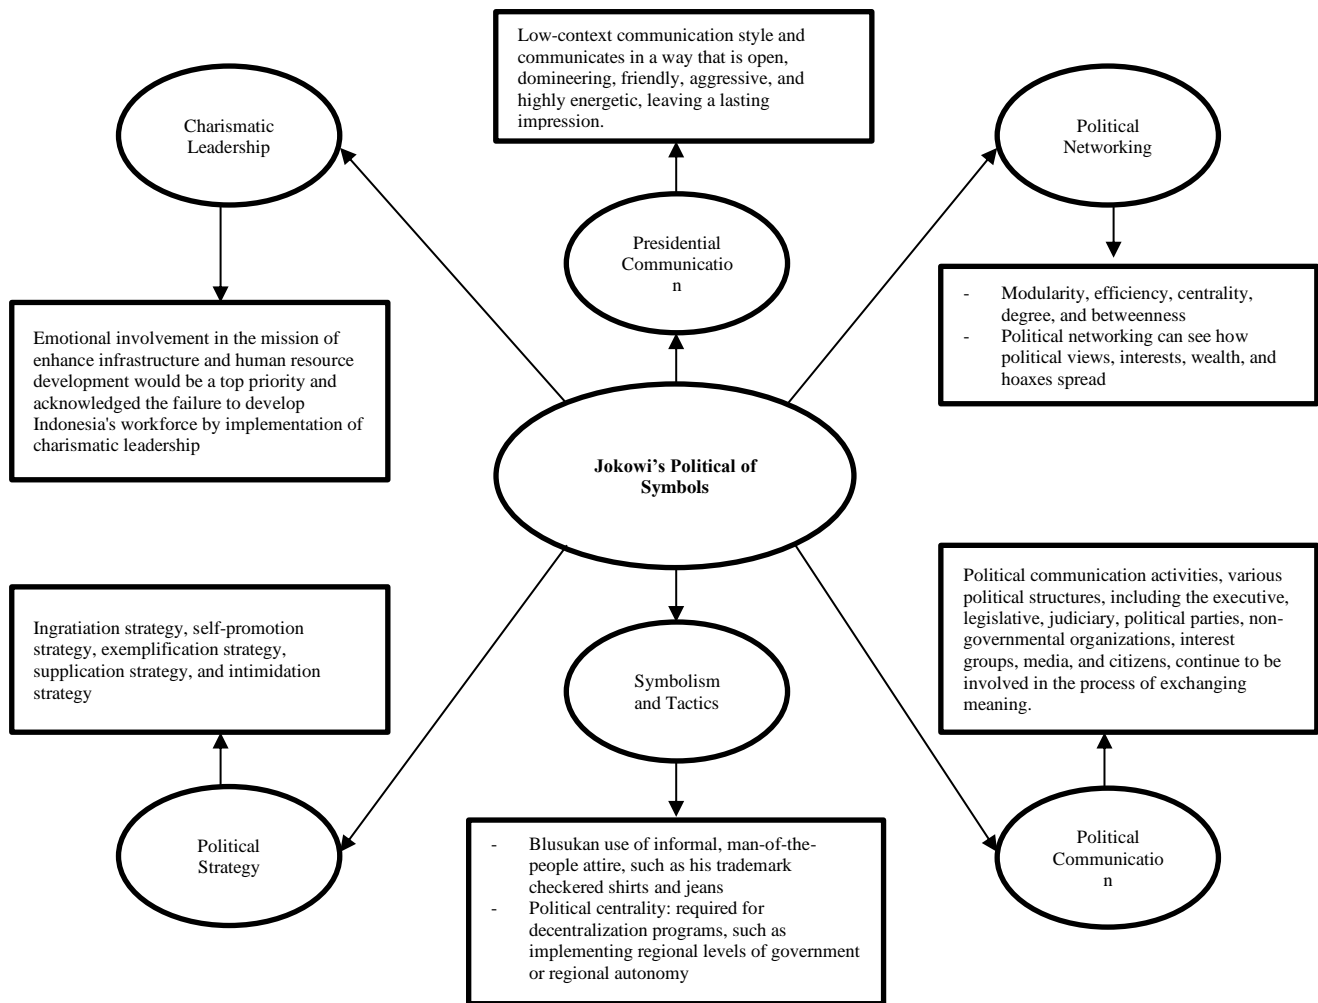 Low-context communication style and
communicates in a way that is open,
domineering, friendly, aggressive, and
highly energetic, leaving a lasting
impression.
Charismatic
Leadership
Political
Networking
Presidential
Communicatio
n
- Modularity, efficiency, centrality,
degree, and betweenness
- Political networking can see how
political views, interests, wealth, and
hoaxes spread
Emotional involvement in the mission of
enhance infrastructure and human resource
development would be a top priority and
acknowledged the failure to develop
Indonesia's workforce by implementation of
charismatic leadership
Jokowi’s Political of
Symbols
Ingratiation strategy, self-promotion
strategy, exemplification strategy,
supplication strategy, and intimidation
strategy
Political communication activities, various
political structures, including the executive,
legislative, judiciary, political parties, non-
governmental organizations, interest
groups, media, and citizens, continue to be
involved in the process of exchanging
meaning.
Symbolism
and Tactics
Political
Strategy
Political
Communicatio
n
- Blusukan use of informal, man-of-the-
people attire, such as his trademark
checkered shirts and jeans
- Political centrality: required for
decentralization programs, such as
implementing regional levels of government
or regional autonomy